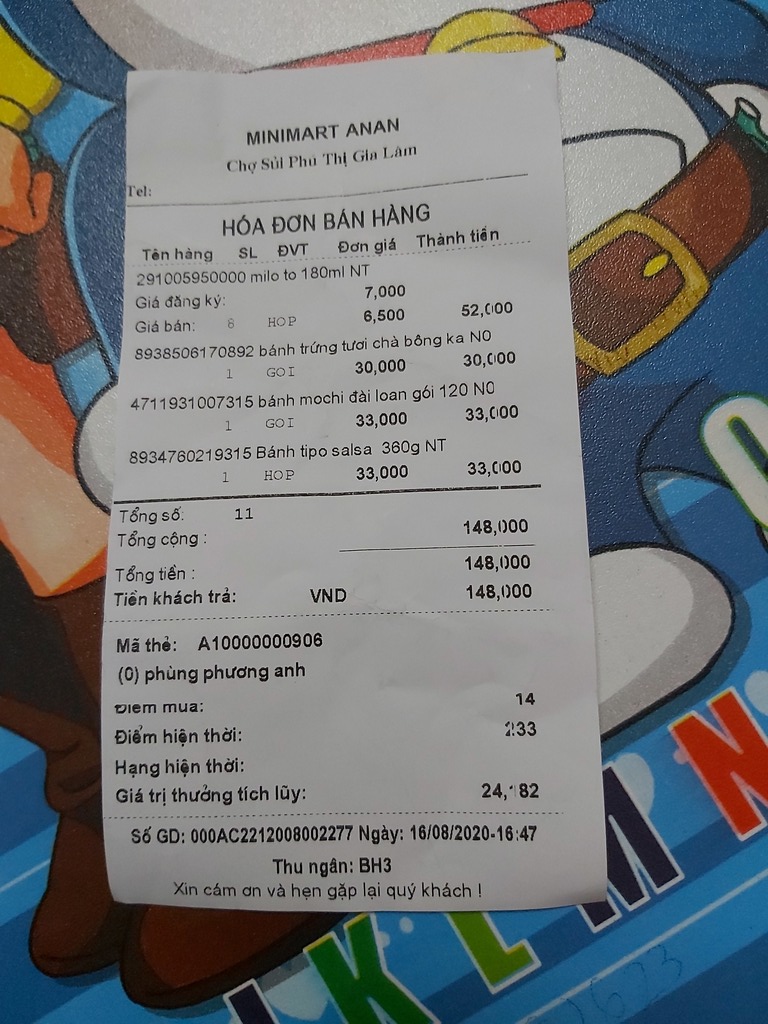 MINIMART ANAN
Chợ Sủi Phú Thị Gia Lâm
Tel:
HÓA ĐƠN BÁN HÀNG
Tên hàng SL ĐVT Đơn giá Thành tiền
291005950000 milo to 180ml NT
Giá đăng ký: 7,000
Giá bán: 8 HOP 6,500 52,000
8938506170892 bánh trứng tươi chà bông ka N0
1 GOI 30,000 30,000
4711931007315 bánh mochi đài loan gói 120 N0
1 GOI 33,000 33,000
8934760219315 Bánh tipo salsa 360g NT
1 HOP 33,000 33,000
Tổng số: 11
Tổng cộng : 148,000
Tổng tiền : 148,000
Tiền khách trả: VND 148,000
Mã thẻ: A10000000906
(0) phùng phương anh
Điểm mua: 14
Điểm hiện thời: 233
Hạng hiện thời:
Giá trị thưởng tích lũy:
Số GD: 000AC2212008002277 Ngày: 16/08/2020-16:47
Thu ngân: BH3
Xin cám ơn và hẹn gặp lại quý khách !
J K L M N